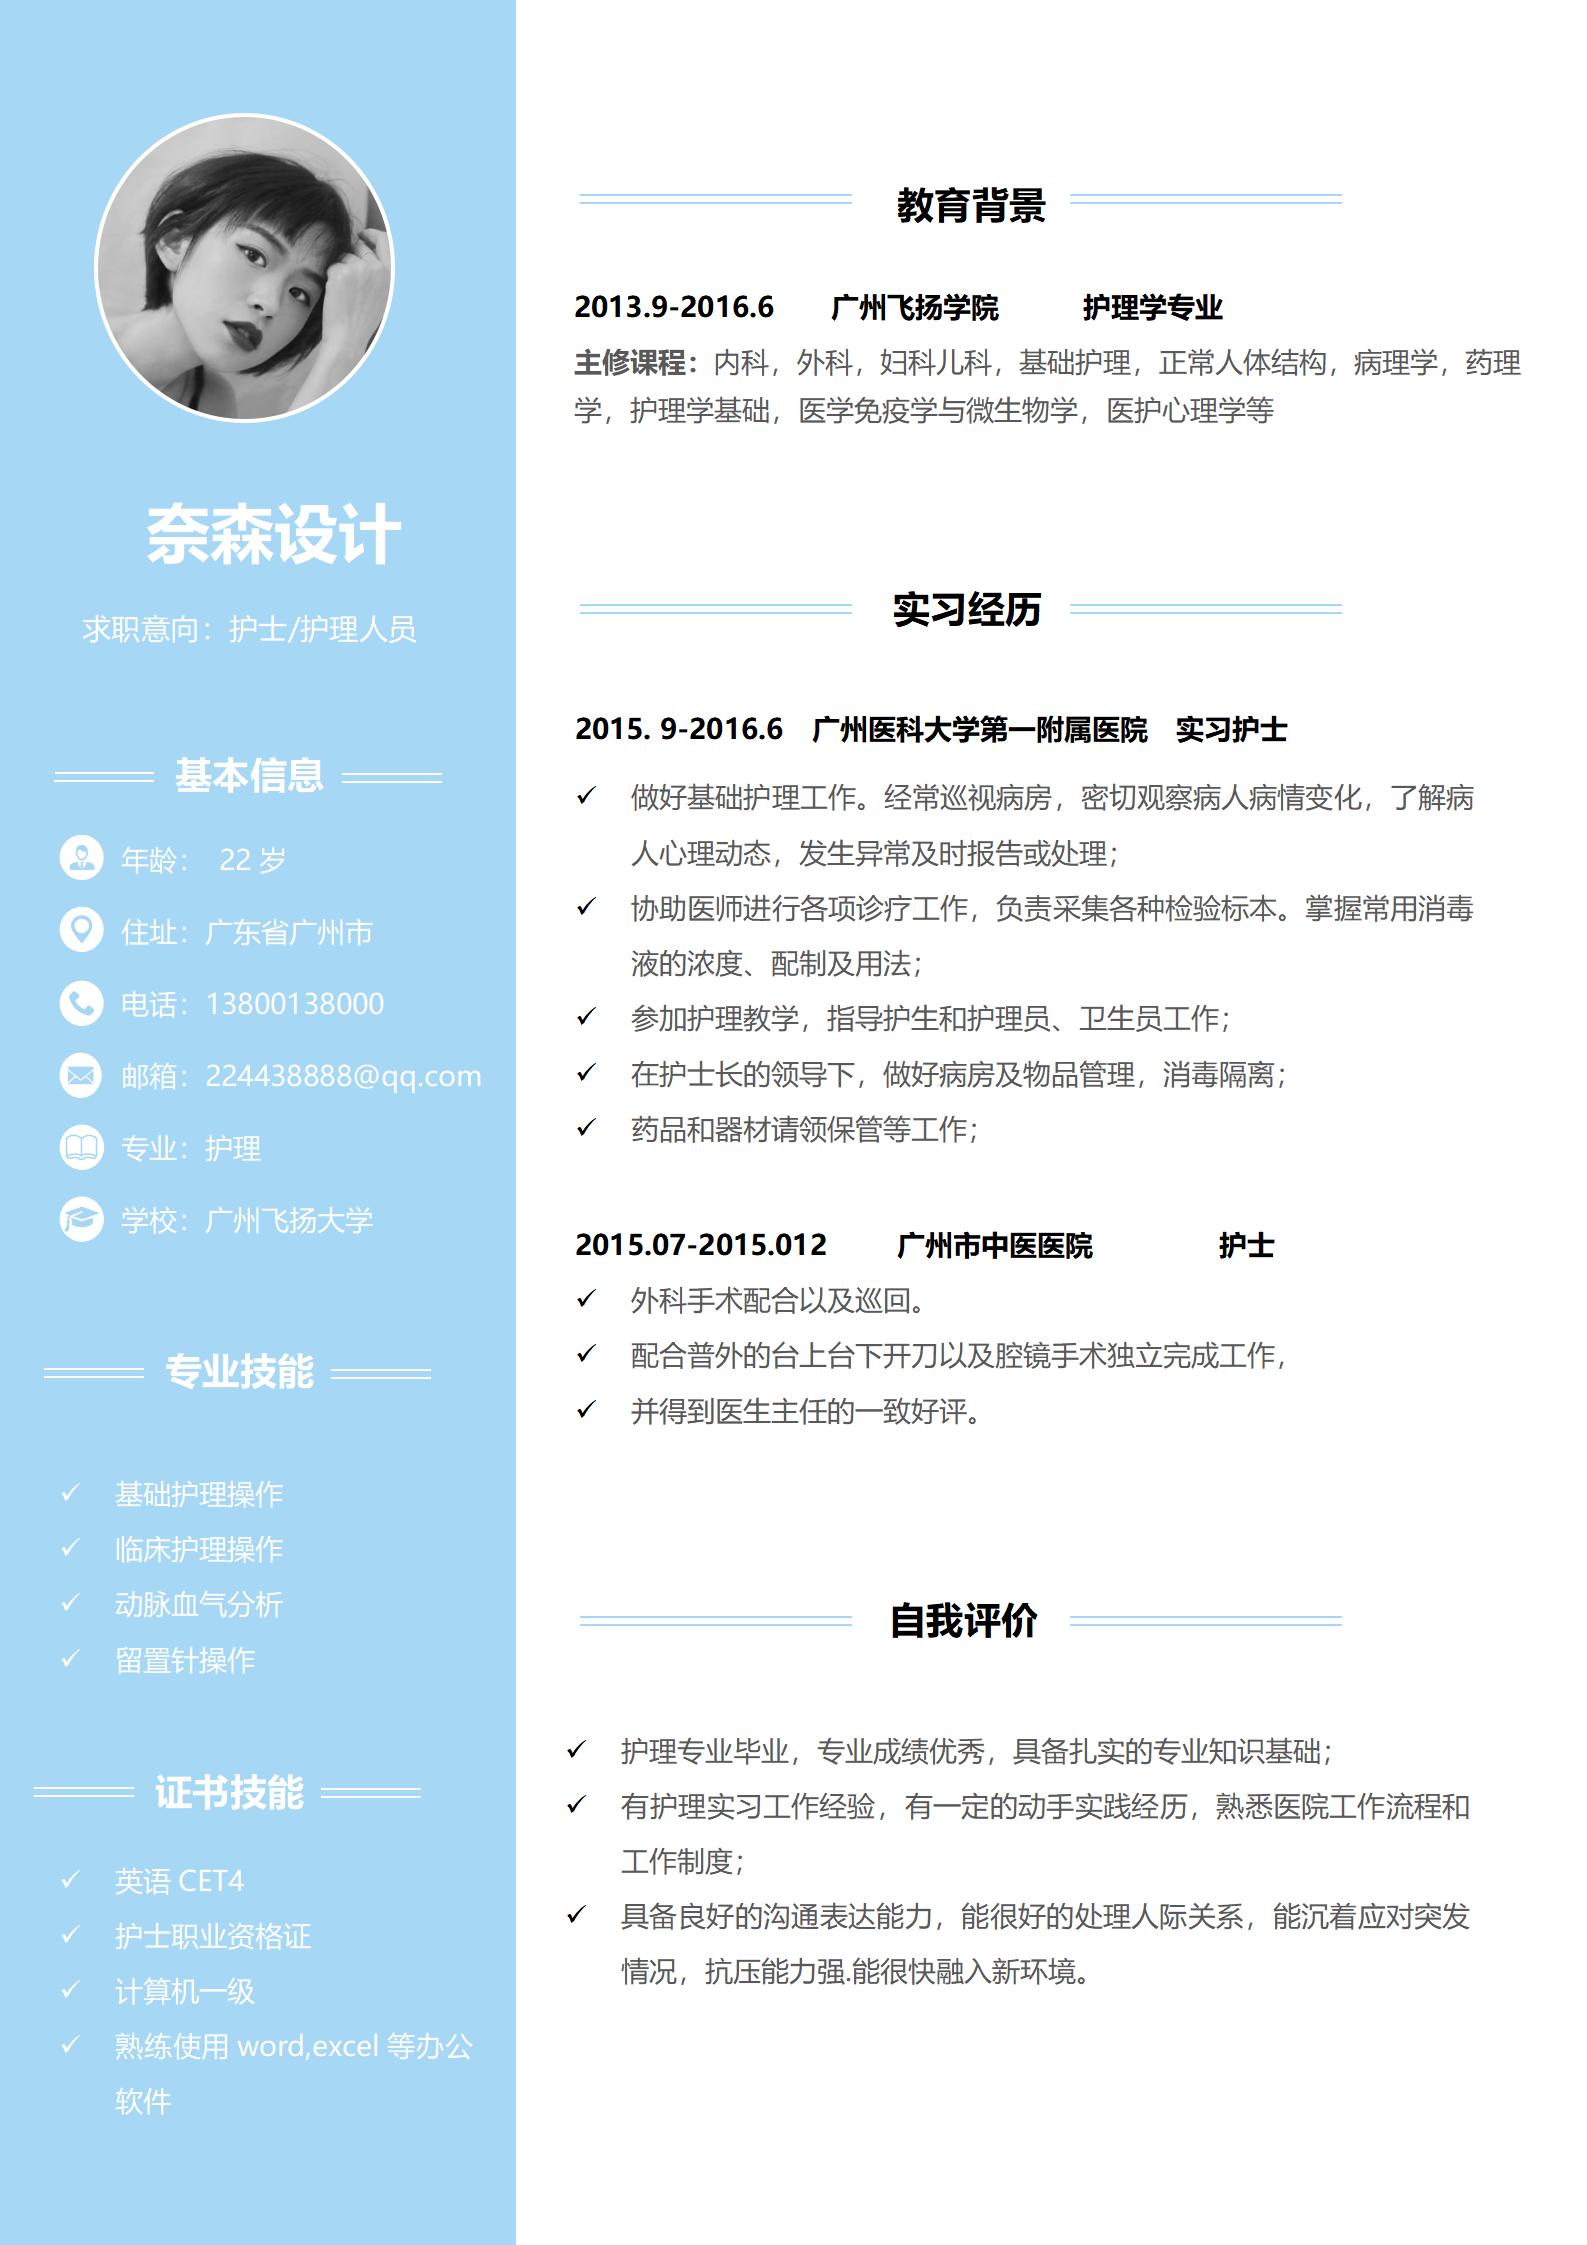 奈森设计
求职意向：护士/护理人员
基本信息
年龄： 22 岁
住址：广东省广州市
电话：13800138000
邮箱：224438888@qq.com
专业：护理
学校：广州飞扬大学
专业技能
基础护理操作
临床护理操作
动脉血气分析
留置针操作
证书技能
英语 CET4
护士职业资格证
计算机一级
熟练使用 word,excel 等办公
软件
教育背景
2013.9-2016.6 广州飞扬学院 护理学专业
主修课程：内科，外科，妇科儿科，基础护理，正常人体结构，病理学，药理
学，护理学基础，医学免疫学与微生物学，医护心理学等
实习经历
2015. 9-2016.6 广州医科大学第一附属医院 实习护士
做好基础护理工作。经常巡视病房，密切观察病人病情变化，了解病
人心理动态，发生异常及时报告或处理；
协助医师进行各项诊疗工作，负责采集各种检验标本。掌握常用消毒
液的浓度、配制及用法；
参加护理教学，指导护生和护理员、卫生员工作；
在护士长的领导下，做好病房及物品管理，消毒隔离；
药品和器材请领保管等工作；
2015.07-2015.012 广州市中医医院 护士
外科手术配合以及巡回。
配合普外的台上台下开刀以及腔镜手术独立完成工作，
并得到医生主任的一致好评。
自我评价
护理专业毕业，专业成绩优秀，具备扎实的专业知识基础；
有护理实习工作经验，有一定的动手实践经历，熟悉医院工作流程和
工作制度；
具备良好的沟通表达能力，能很好的处理人际关系，能沉着应对突发
情况，抗压能力强.能很快融入新环境。